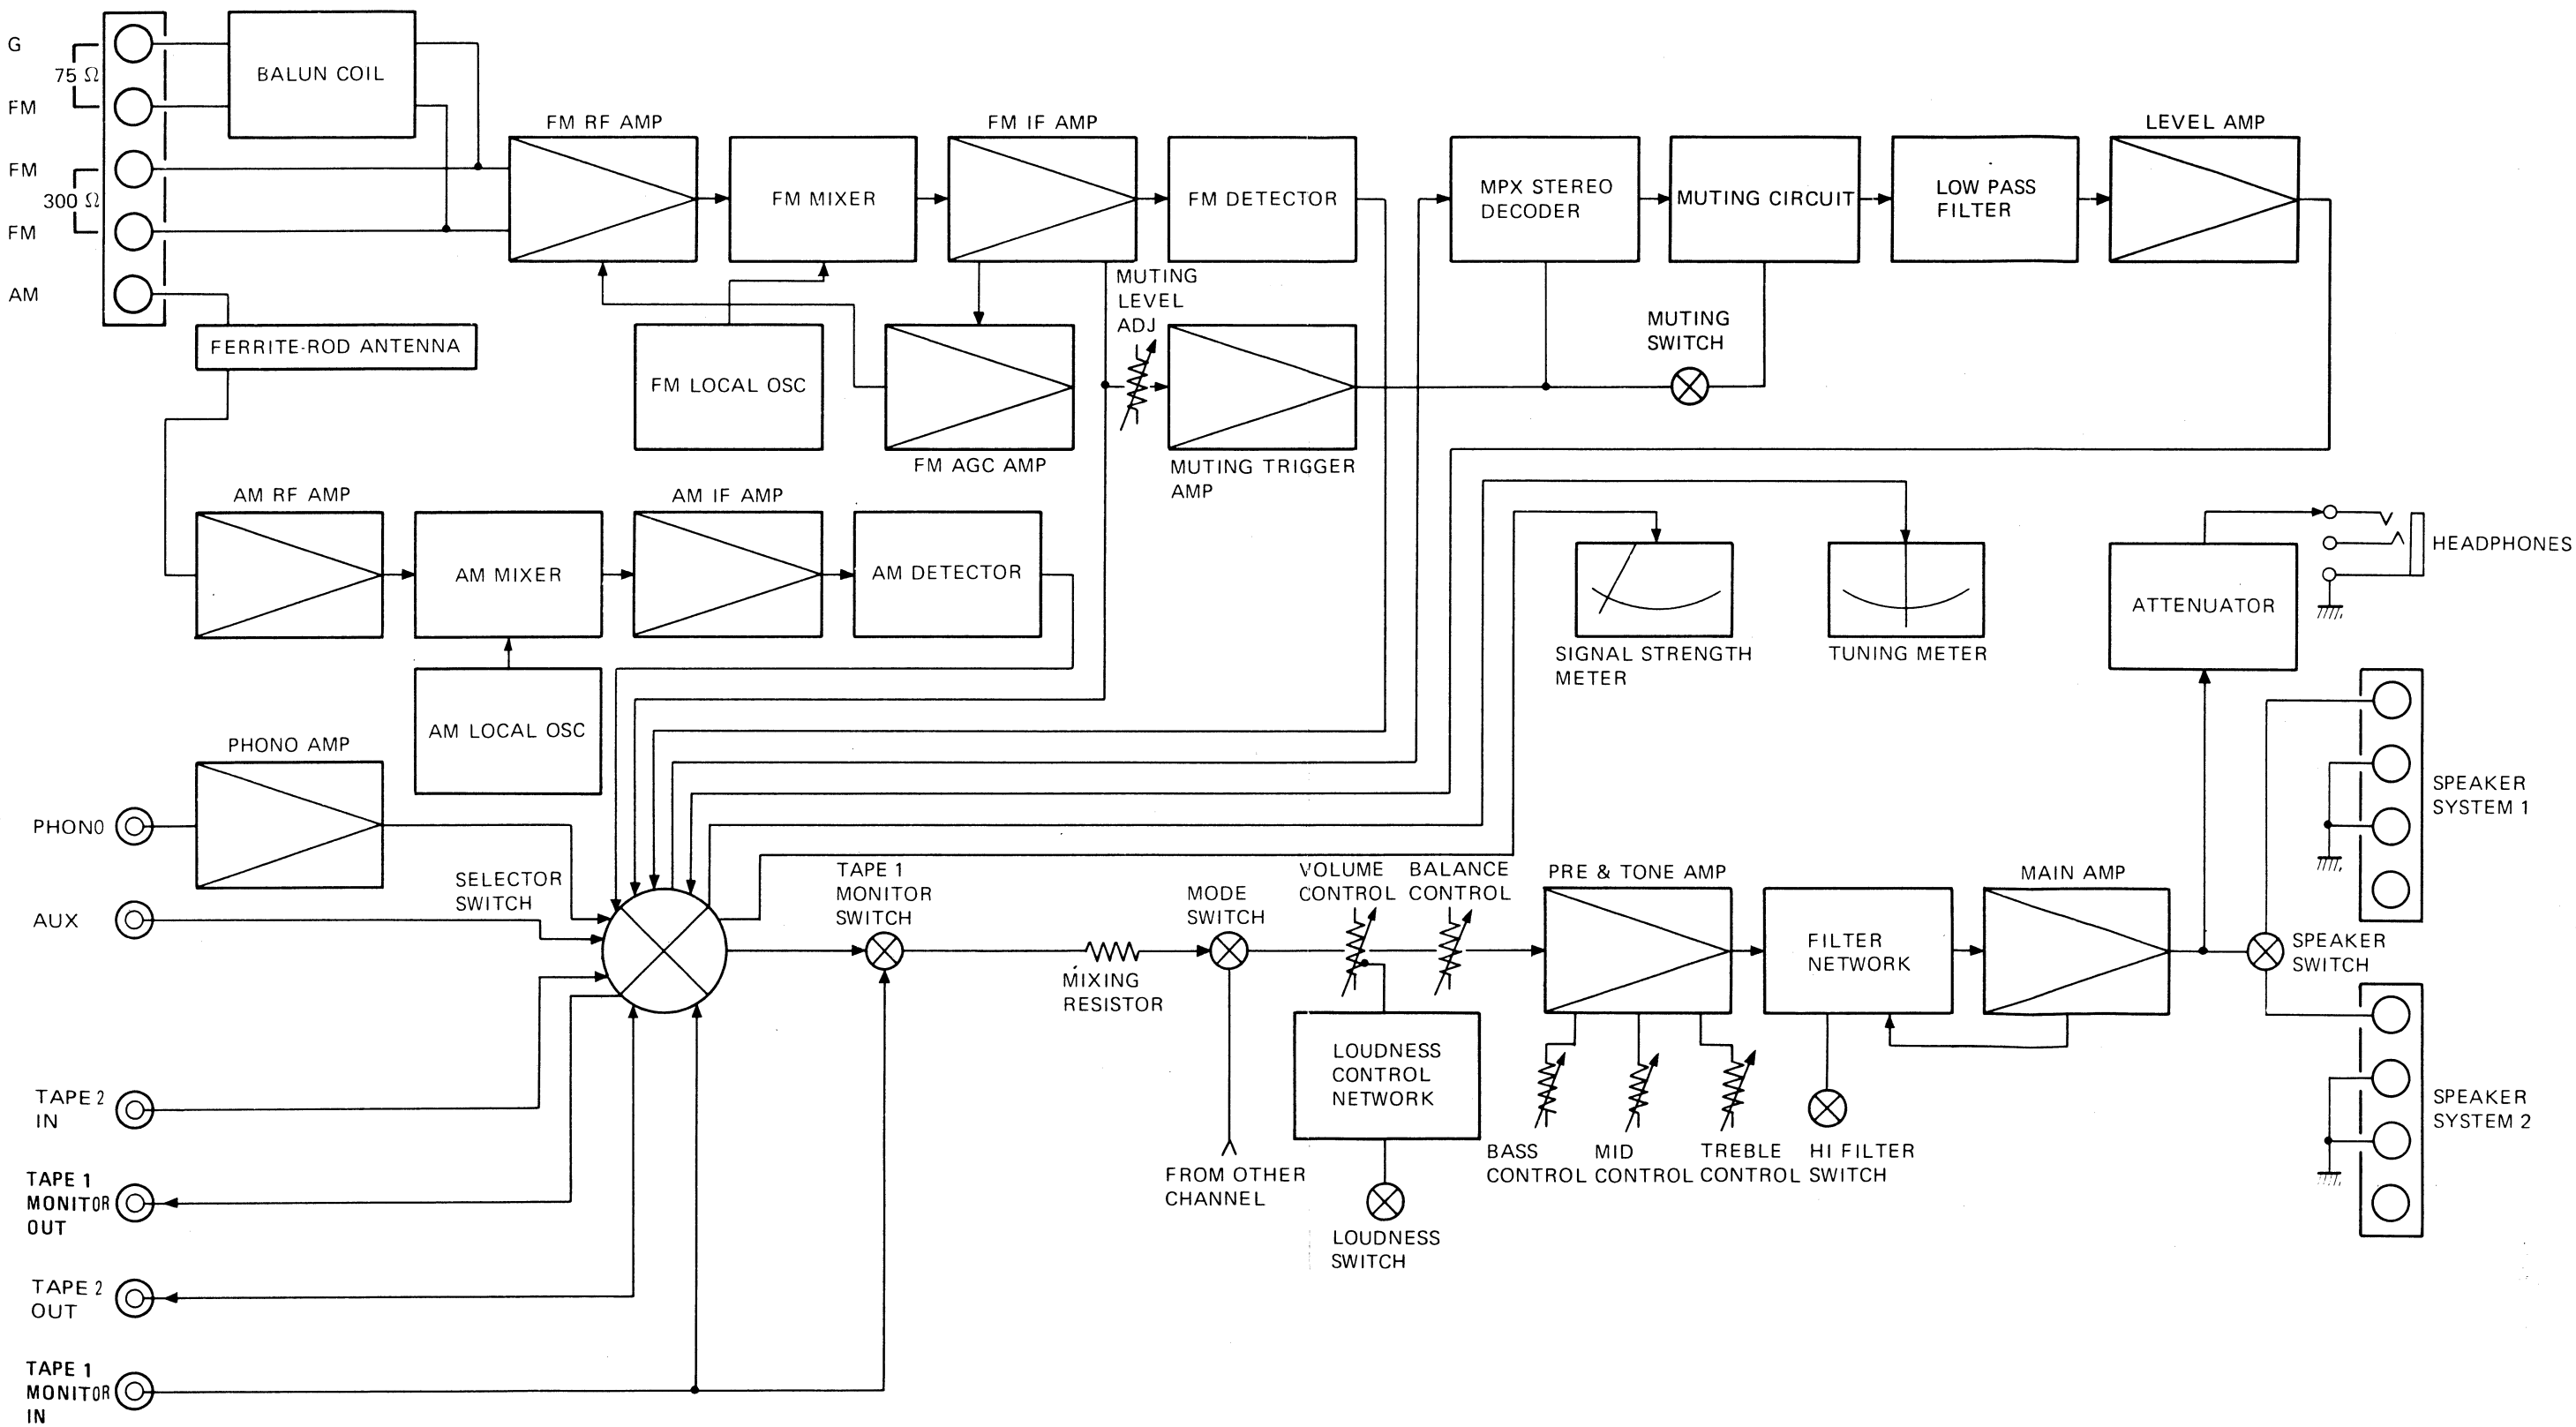 G
75 Ω
FM
FM
300 Ω
FM
AM
BALUN COIL
FM RF AMP
FM MIXER
FM IF AMP
FM DETECTOR
MPX STEREO
DECODER
MUTING CIRCUIT
LOW PASS
FILTER
LEVEL AMP
FERRITE-ROD ANTENNA
FM LOCAL OSC
FM AGC AMP
MUTING
LEVEL
ADJ
MUTING TRIGGER
AMP
MUTING
SWITCH
AM RF AMP
AM MIXER
AM IF AMP
AM DETECTOR
AM LOCAL OSC
SIGNAL STRENGTH
METER
TUNING METER
ATTENUATOR
HEADPHONES
PHONO AMP
PHONO
AUX
SELECTOR
SWITCH
TAPE 1
MONITOR
SWITCH
MIXING
RESISTOR
MODE
SWITCH
VOLUME
CONTROL
BALANCE
CONTROL
PRE & TONE AMP
FILTER
NETWORK
MAIN AMP
SPEAKER
SWITCH
SPEAKER
SYSTEM 1
SPEAKER
SYSTEM 2
LOUDNESS
CONTROL
NETWORK
LOUDNESS
SWITCH
FROM OTHER
CHANNEL
BASS
CONTROL
MID
CONTROL
TREBLE
CONTROL
HI FILTER
SWITCH
TAPE 2
IN
TAPE 1
MONITOR
OUT
TAPE 2
OUT
TAPE 1
MONITOR
IN